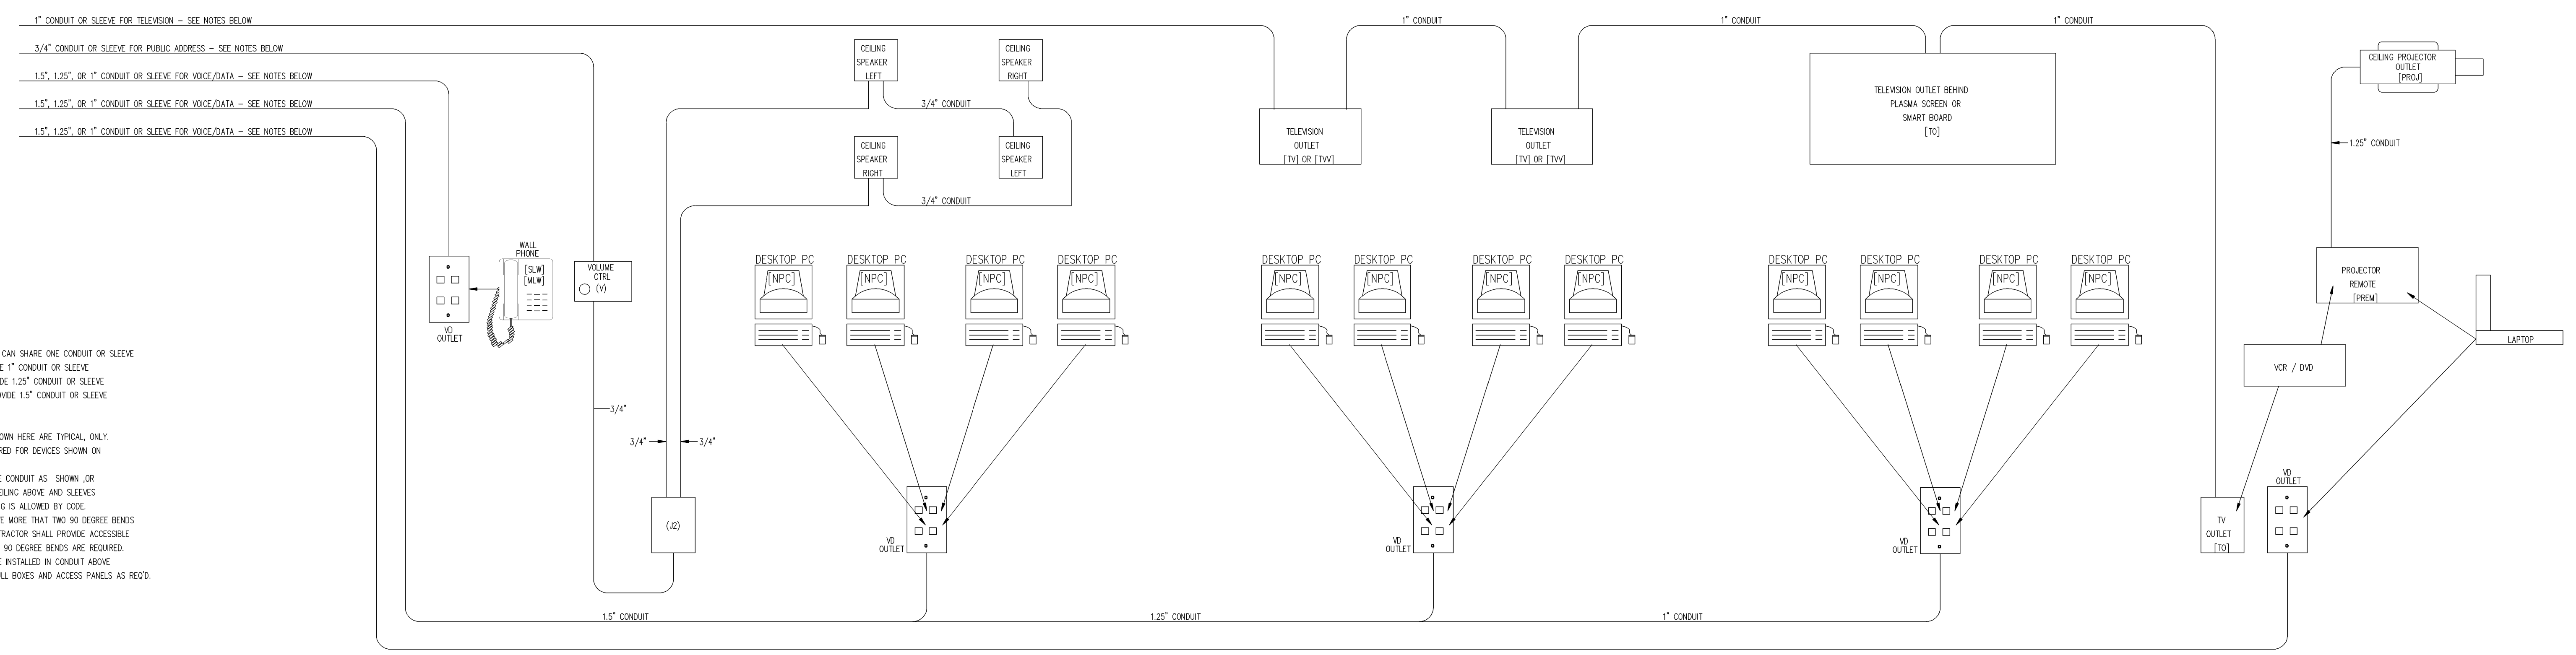 1" CONDUIT OR SLEEVE FOR TELEVISION – SEE NOTES BELOW
3/4" CONDUIT OR SLEEVE FOR PUBLIC ADDRESS – SEE NOTES BELOW
1.5", 1.25", OR 1" CONDUIT OR SLEEVE FOR VOICE/DATA – SEE NOTES BELOW
1.5", 1.25", OR 1" CONDUIT OR SLEEVE FOR VOICE/DATA – SEE NOTES BELOW
1.5", 1.25", OR 1" CONDUIT OR SLEEVE FOR VOICE/DATA – SEE NOTES BELOW
1" CONDUIT
1" CONDUIT
1" CONDUIT
CEILING
SPEAKER
LEFT
CEILING
SPEAKER
RIGHT
3/4" CONDUIT
CEILING
SPEAKER
RIGHT
CEILING
SPEAKER
LEFT
3/4" CONDUIT
TELEVISION
OUTLET
[TV] OR [TVV]
TELEVISION
OUTLET
[TV] OR [TVV]
TELEVISION OUTLET BEHIND
PLASMA SCREEN OR
SMART BOARD
[TO]
CEILING PROJECTOR
OUTLET
[PROJ]
1.25" CONDUIT
WALL
PHONE
[SLW]
[MLW]
VD
OUTLET
VOLUME
CTRL
(V)
DESKTOP PC
[NPC]
DESKTOP PC
[NPC]
DESKTOP PC
[NPC]
DESKTOP PC
[NPC]
DESKTOP PC
[NPC]
DESKTOP PC
[NPC]
DESKTOP PC
[NPC]
DESKTOP PC
[NPC]
DESKTOP PC
[NPC]
DESKTOP PC
[NPC]
DESKTOP PC
[NPC]
DESKTOP PC
[NPC]
PROJECTOR
REMOTE
[PREM]
LAPTOP
VCR / DVD
CAN SHARE ONE CONDUIT OR SLEEVE
E 1" CONDUIT OR SLEEVE
DE 1.25" CONDUIT OR SLEEVE
OVIDE 1.5" CONDUIT OR SLEEVE
OWN HERE ARE TYPICAL, ONLY.
RED FOR DEVICES SHOWN ON
E CONDUIT AS SHOWN ,OR
EILING ABOVE AND SLEEVES
G IS ALLOWED BY CODE.
VE MORE THAT TWO 90 DEGREE BENDS
TRACTOR SHALL PROVIDE ACCESSIBLE
90 DEGREE BENDS ARE REQUIRED.
E INSTALLED IN CONDUIT ABOVE
ULL BOXES AND ACCESS PANELS AS REQ'D.
3/4"
3/4"
3/4"
(J2)
VD
OUTLET
VD
OUTLET
VD
OUTLET
TV
OUTLET
[TO]
VD
OUTLET
1.5" CONDUIT
1.25" CONDUIT
1" CONDUIT